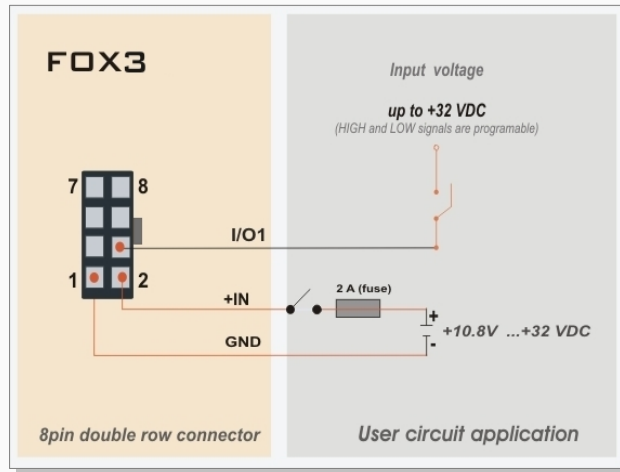 FOX3
Input voltage
up to +32 VDC
(HIGH and LOW signals are programable)
7 8
I/O1
1 2
+IN
2 A (fuse)
+
+10.8V ...+32 VDC
-
GND
8pin double row connector
User circuit application